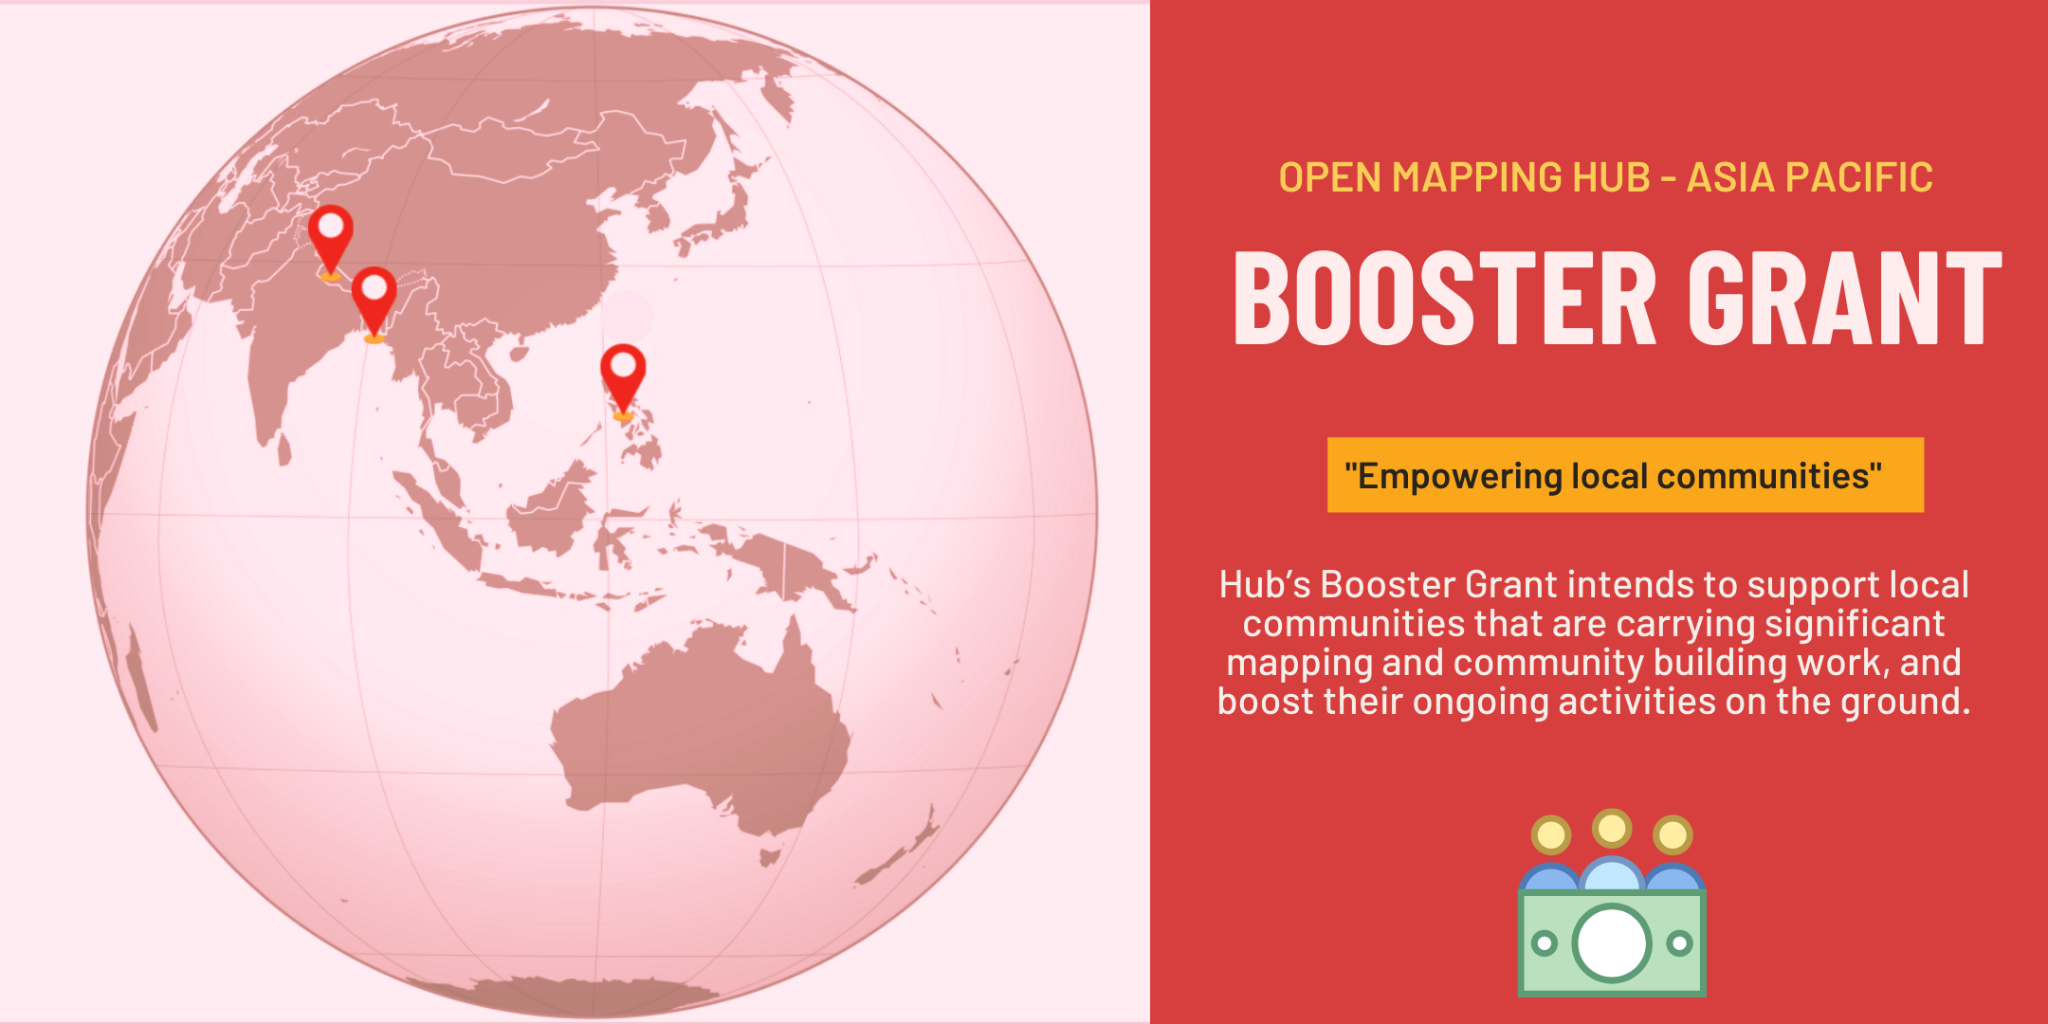 OPEN MAPPING HUB - ASIA PACIFIC
BOOSTER GRANT
"Empowering local communities"
Hub’s Booster Grant intends to support local
communities that are carrying significant
mapping and community building work, and
boost their ongoing activities on the ground.